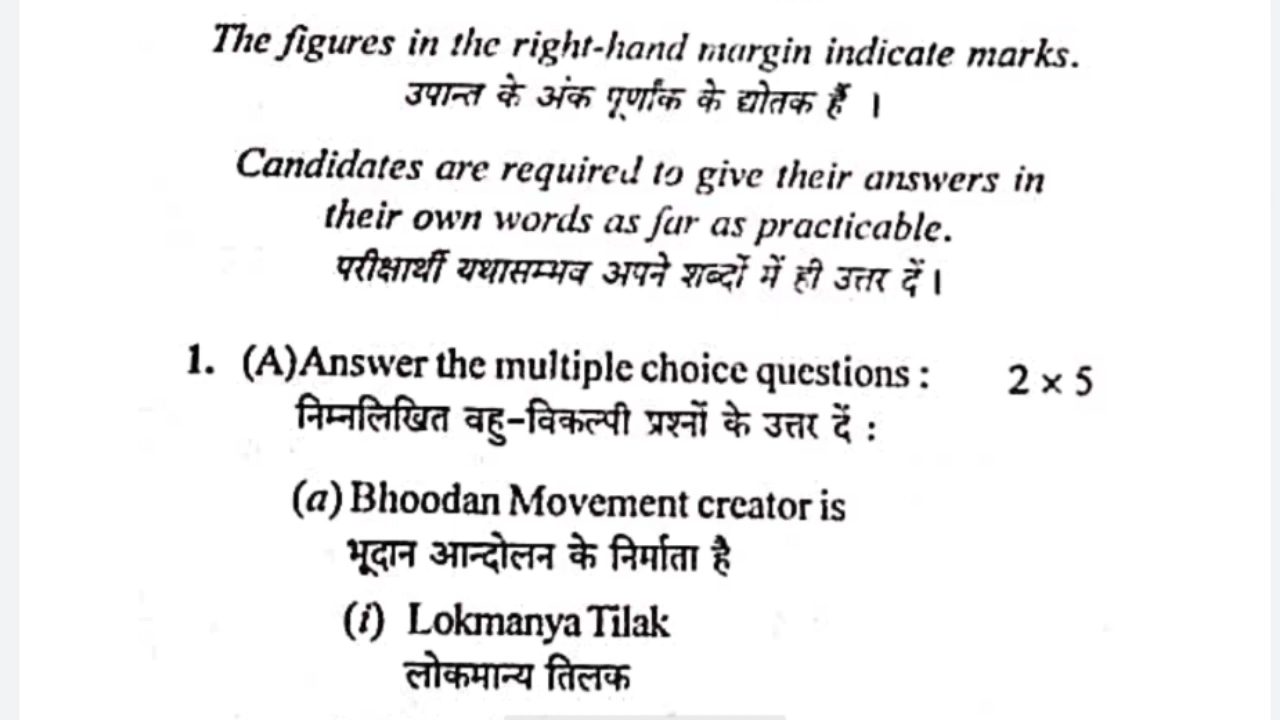 The figures in the right-hand margin indicate marks.
उपान्त के अंक पूर्णांक के द्योतक हैं ।
Candidates are required to give their answers in
their own words as far as practicable.
परीक्षार्थी यथासम्भव अपने शब्दों में ही उत्तर दें ।
1. (A) Answer the multiple choice questions : 2 × 5
निम्नलिखित वहु-विकल्पी प्रश्नों के उत्तर दें :
(a) Bhoodan Movement creator is
भूदान आन्दोलन के निर्माता है
(i) Lokmanya Tilak
लोकमान्य तिलक